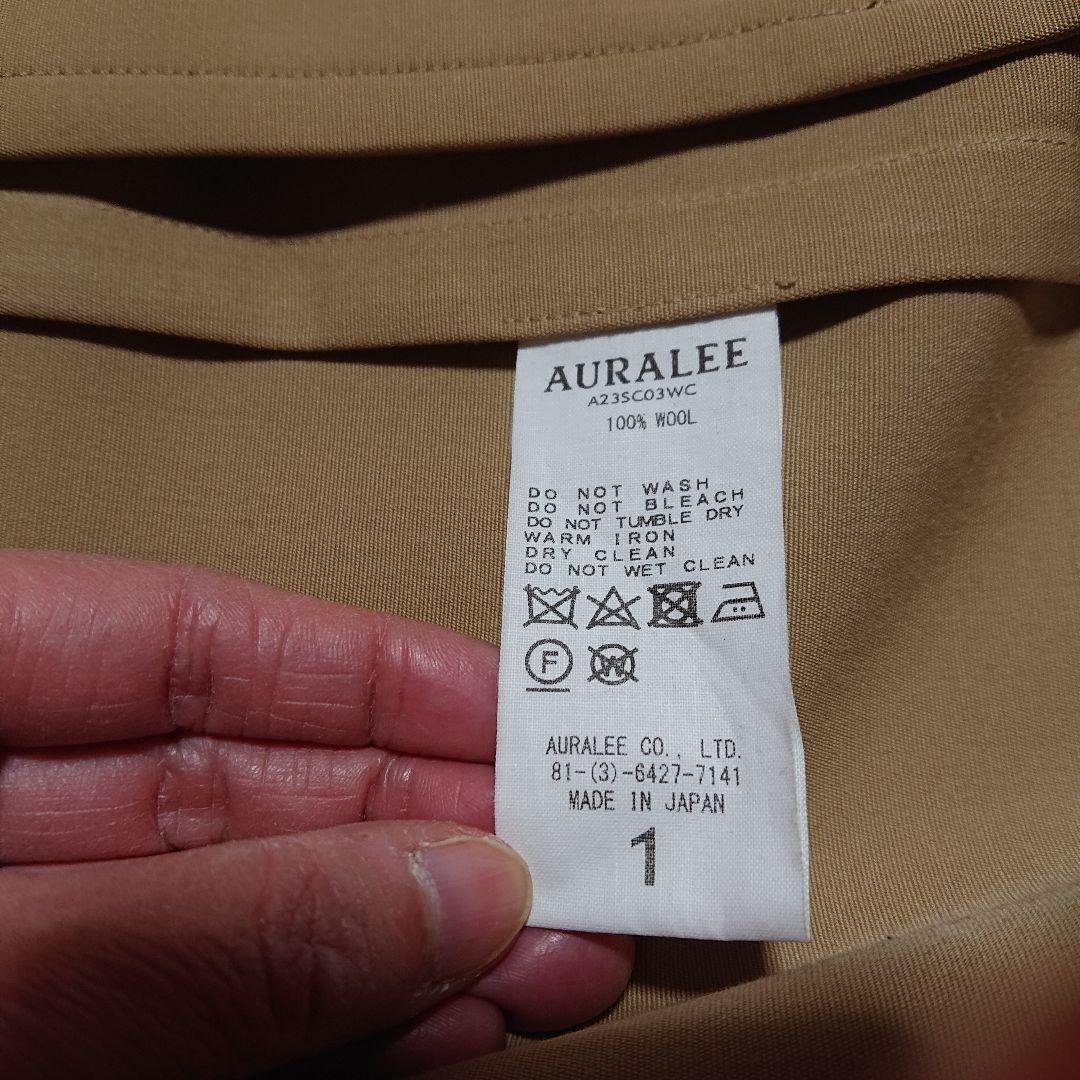 AURALEE
A23SC03WC
100% WOOL
DO NOT WASH
DO NOT BLEACH
DO NOT TUMBLE DRY
WARM IRON
DRY CLEAN
DO NOT WET CLEAN
F W
AURALEE CO., LTD.
81-(3)-6427-7141
MADE IN JAPAN
1